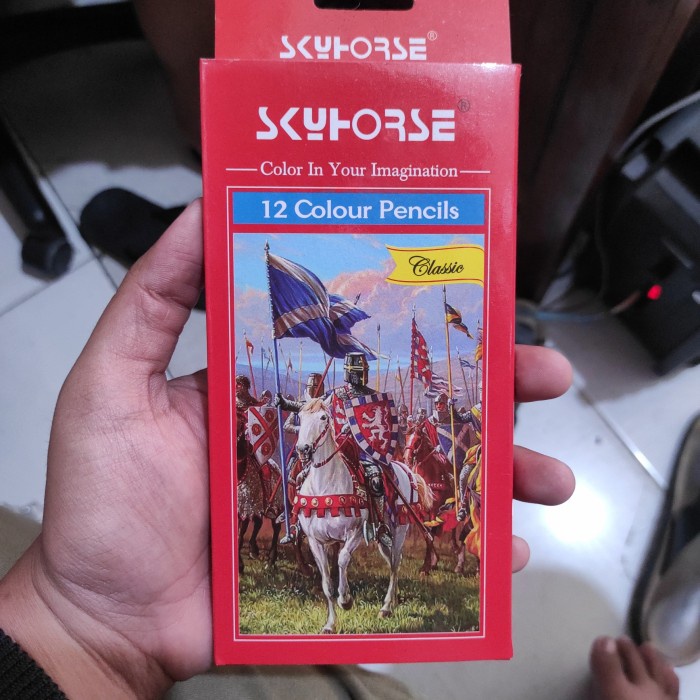 SKYHORSE®
SKYHORSE®
Color In Your Imagination
12 Colour Pencils
Classic